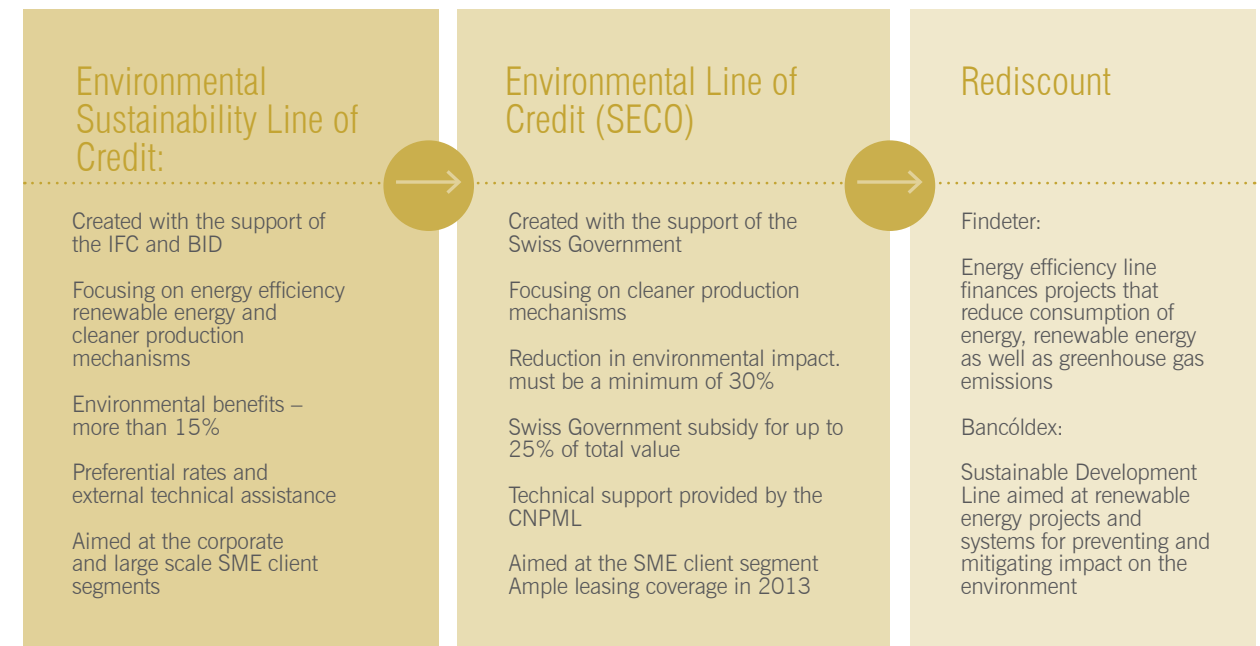 Environmental
Sustainability Line of
Credit:
Created with the support of
the IFC and BID
Focusing on energy efficiency
renewable energy and
cleaner production
mechanisms
Environmental benefits –
more than 15%
Preferential rates and
external technical assistance
Aimed at the corporate
and large scale SME client
segments
Environmental Line of
Credit (SECO)
Created with the support of the
Swiss Government
Focusing on cleaner production
mechanisms
Reduction in environmental impact.
must be a minimum of 30%
Swiss Government subsidy for up to
25% of total value
Technical support provided by the
CNPML
Aimed at the SME client segment
Ample leasing coverage in 2013
Rediscount
Findeter:
Energy efficiency line
finances projects that
reduce consumption of
energy, renewable energy
as well as greenhouse gas
emissions
Bancóldex:
Sustainable Development
Line aimed at renewable
energy projects and
systems for preventing and
mitigating impact on the
environment